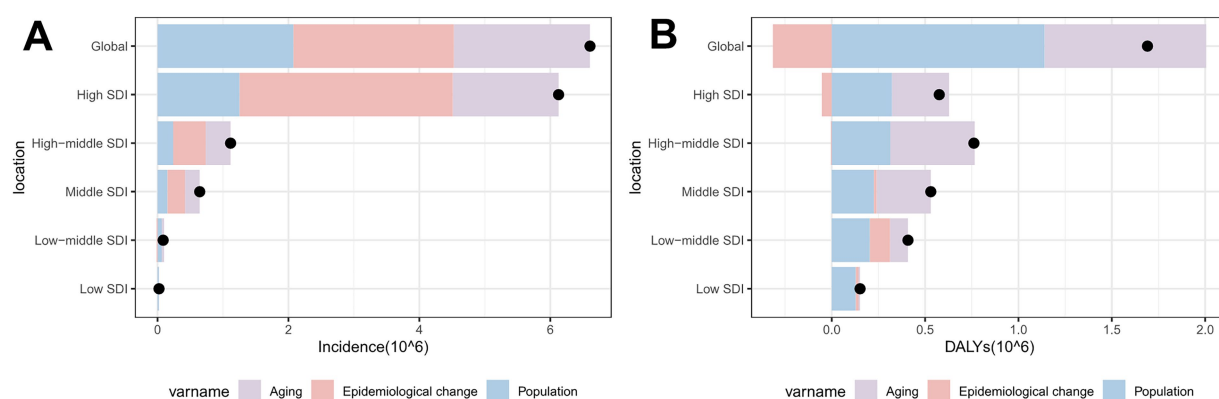 A
location
Global
High SDI
High−middle SDI
Middle SDI
Low−middle SDI
Low SDI
0 2 4 6
Incidence(10^6)
varname Aging Epidemiological change Population
B
location
Global
High SDI
High−middle SDI
Middle SDI
Low−middle SDI
Low SDI
0.0 0.5 1.0 1.5 2.0
DALYs(10^6)
varname Aging Epidemiological change Population